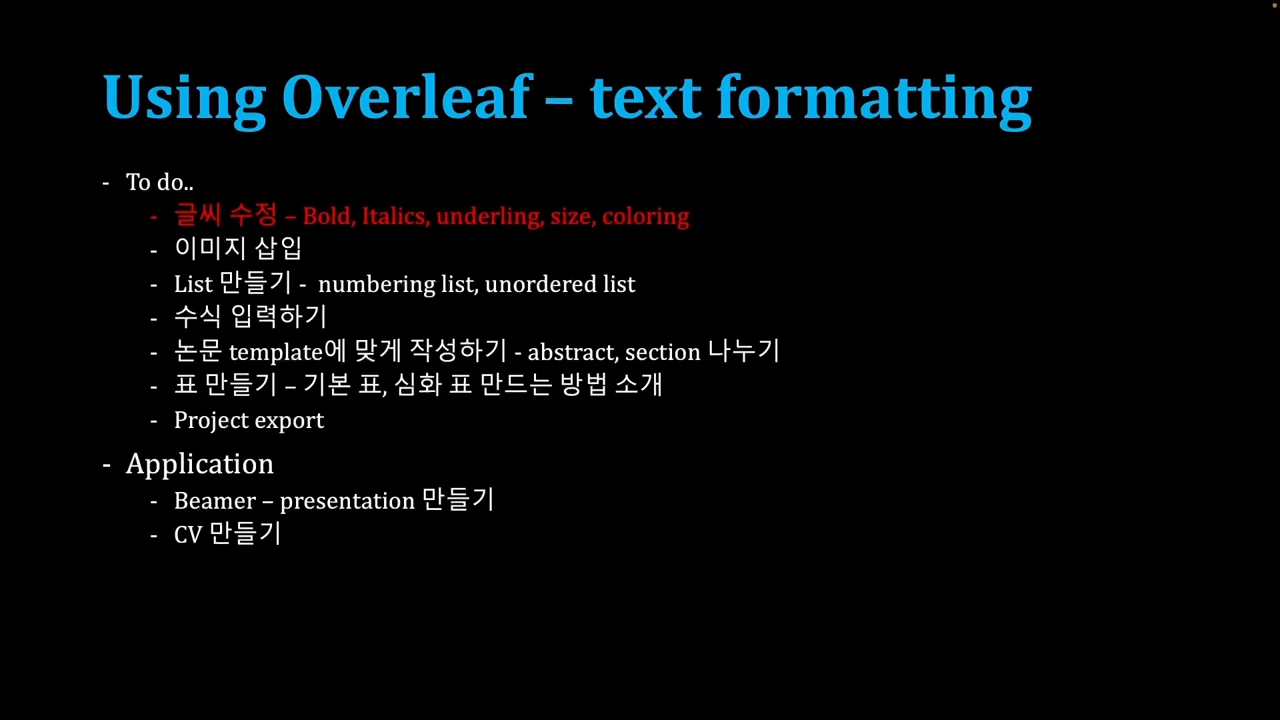 Using Overleaf – text formatting
- To do..
- 글씨 수정 – Bold, Italics, underling, size, coloring
- 이미지 삽입
- List 만들기 - numbering list, unordered list
- 수식 입력하기
- 논문 template에 맞게 작성하기 - abstract, section 나누기
- 표 만들기 – 기본 표, 심화 표 만드는 방법 소개
- Project export
- Application
- Beamer – presentation 만들기
- CV 만들기